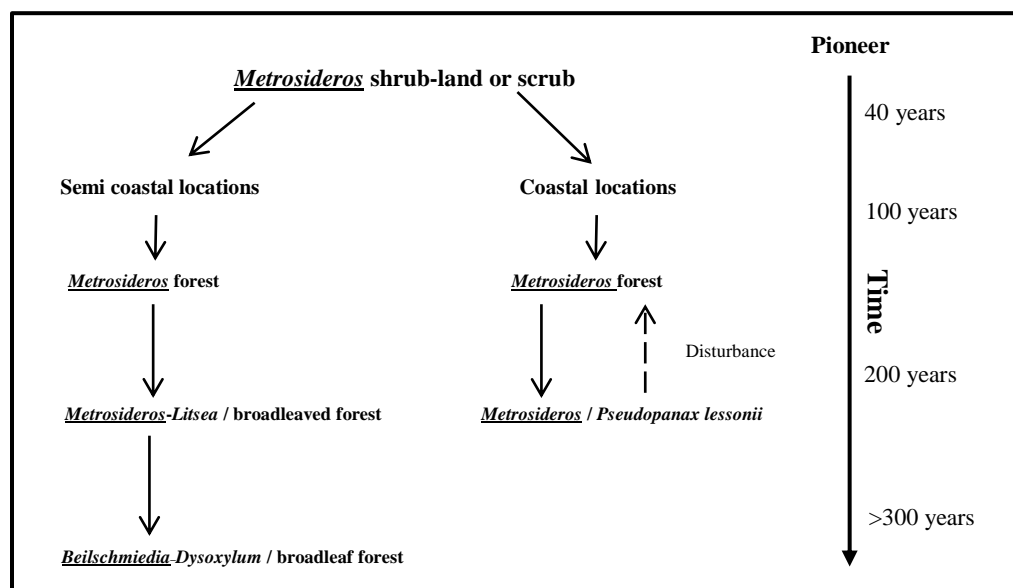 Pioneer
Metrosideros shrub-land or scrub
40 years
Semi coastal locations
Coastal locations
100 years
Metrosideros forest
Metrosideros forest
Time
Disturbance
200 years
Metrosideros-Litsea / broadleaved forest
Metrosideros / Pseudopanax lessonii
>300 years
Beilschmiedia-Dysoxylum / broadleaf forest